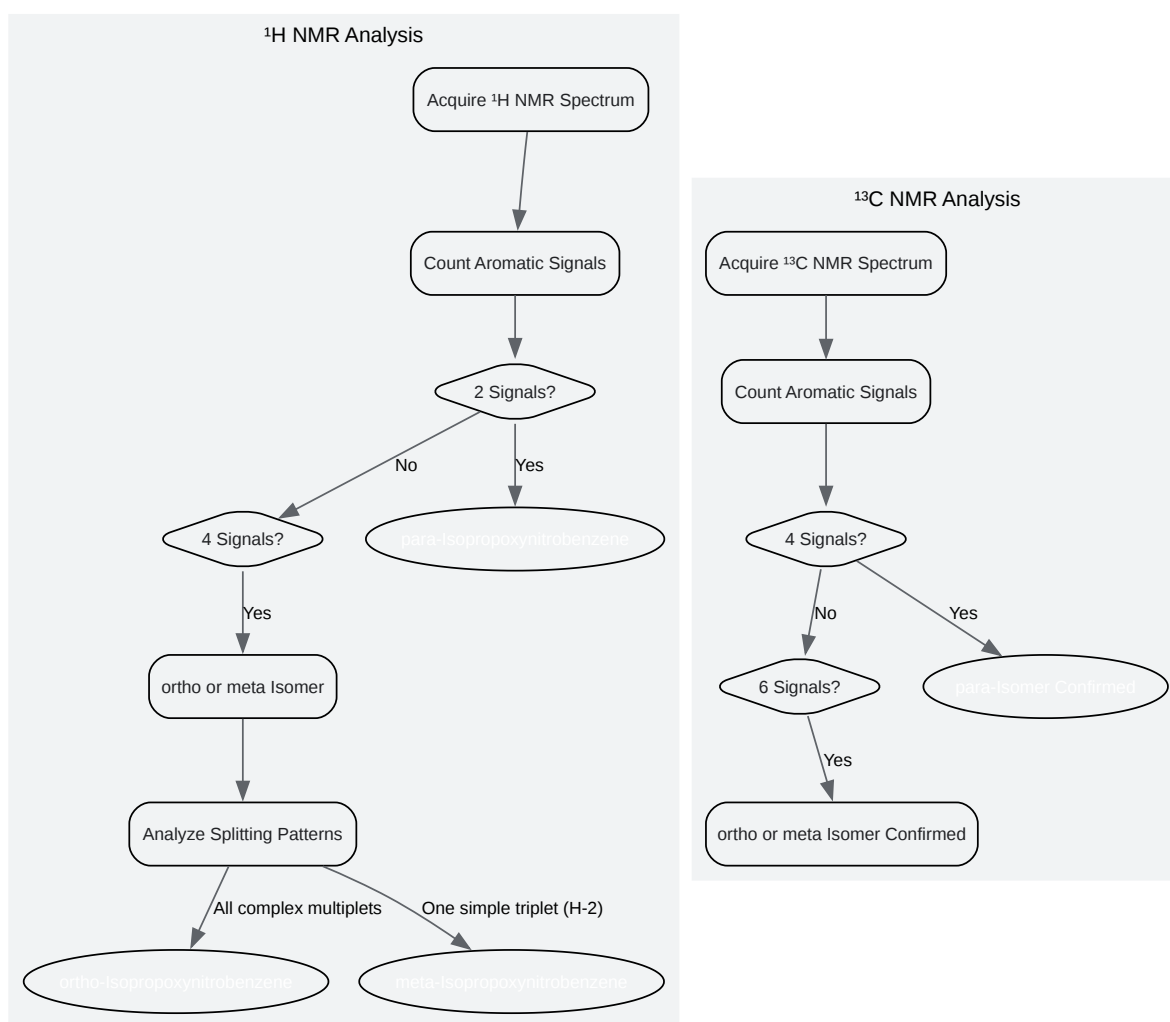 ¹H NMR Analysis
Acquire ¹H NMR Spectrum
Count Aromatic Signals
2 Signals?
No
Yes
4 Signals?
para-Isopropoxynitrobenzene
Yes
ortho or meta Isomer
Analyze Splitting Patterns
All complex multiplets
One simple triplet (H-2)
ortho-Isopropoxynitrobenzene
meta-Isopropoxynitrobenzene
¹³C NMR Analysis
Acquire ¹³C NMR Spectrum
Count Aromatic Signals
4 Signals?
No
Yes
6 Signals?
para-Isomer Confirmed
Yes
ortho or meta Isomer Confirmed